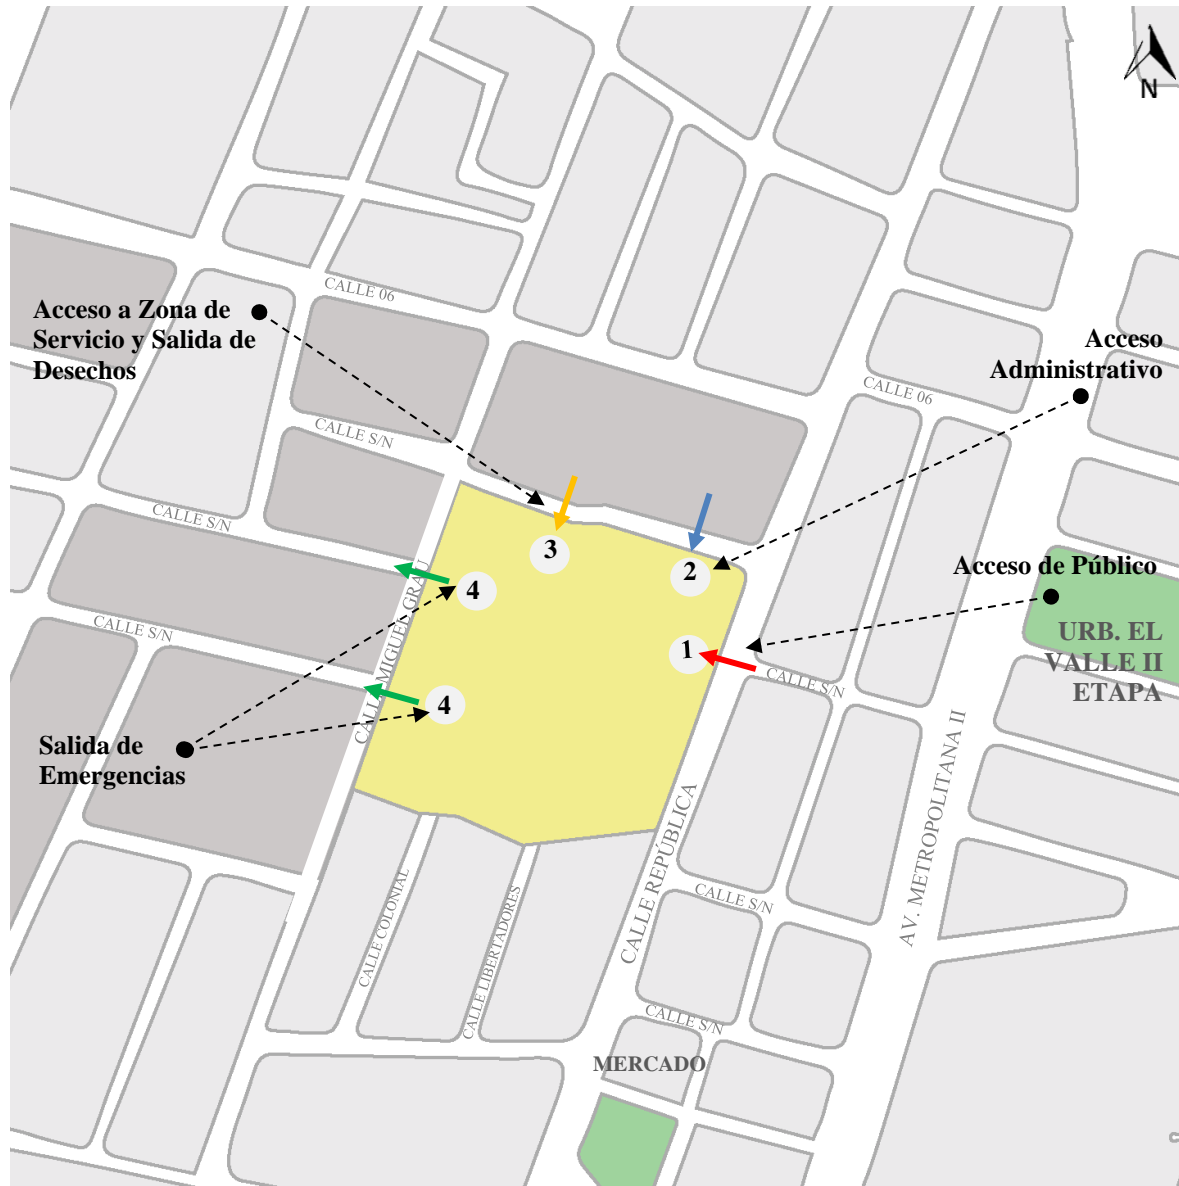 N
CALLE 06
Acceso a Zona de
Servicio y Salida de
Desechos
Acceso
Administrativo
CALLE 06
CALLE S/N
CALLE S/N
3
2
4
Acceso de Público
CALLE S/N
URB. EL
VALLE II
ETAPA
1
CALLE S/N
CALLE MIGUEL GRAU
4
Salida de
Emergencias
AV. METROPOLITANA II
CALLE REPÚBLICA
CALLE COLONIAL
CALLE LIBERTADORES
CALLE S/N
CALLE S/N
MERCADO